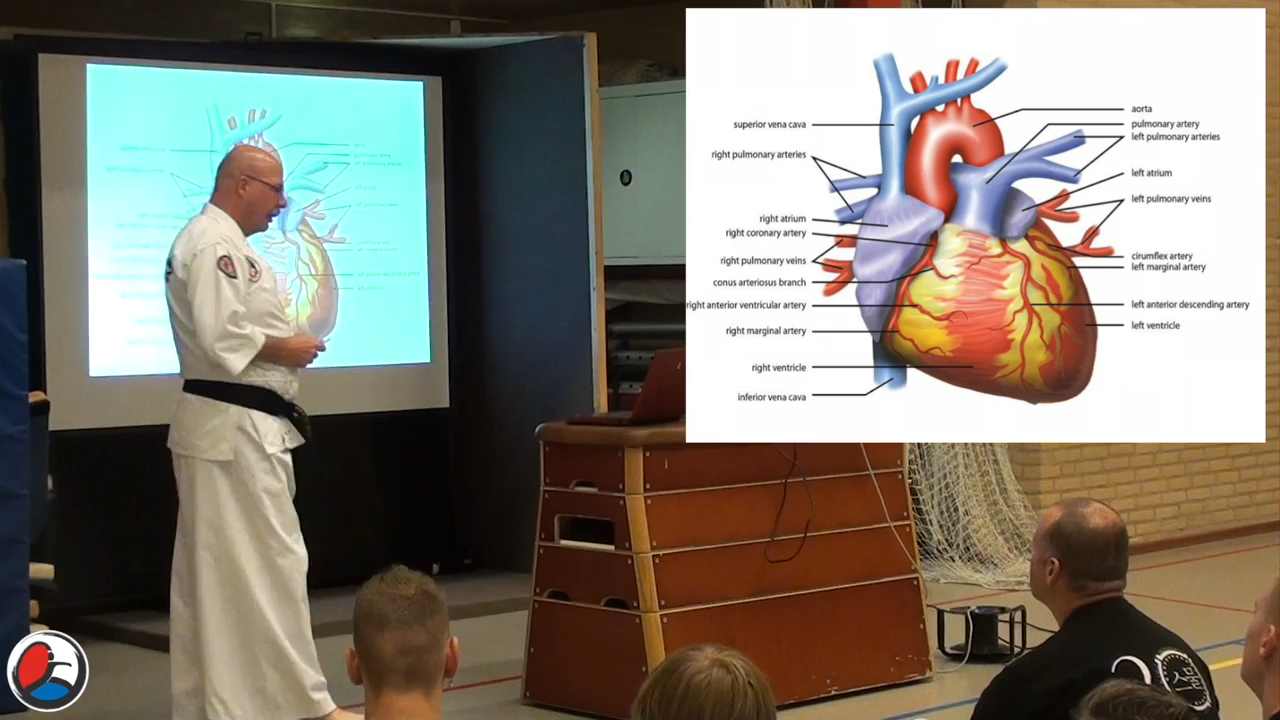 superior vena cava
right pulmonary arteries
right atrium
right coronary artery
right pulmonary veins
conus arteriosus branch
right anterior ventricular artery
right marginal artery
right ventricle
inferior vena cava
aorta
pulmonary artery
left pulmonary arteries
left atrium
left pulmonary veins
cirumflex artery
left marginal artery
left anterior descending artery
left ventricle